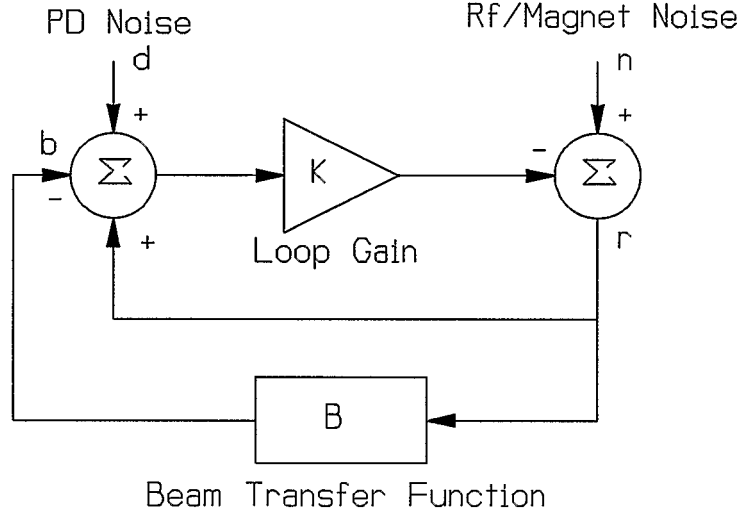 PD Noise
Rf/Magnet Noise
d
n
+
+
b
Σ
K
-
Σ
-
+
r
Loop Gain
B
Beam Transfer Function